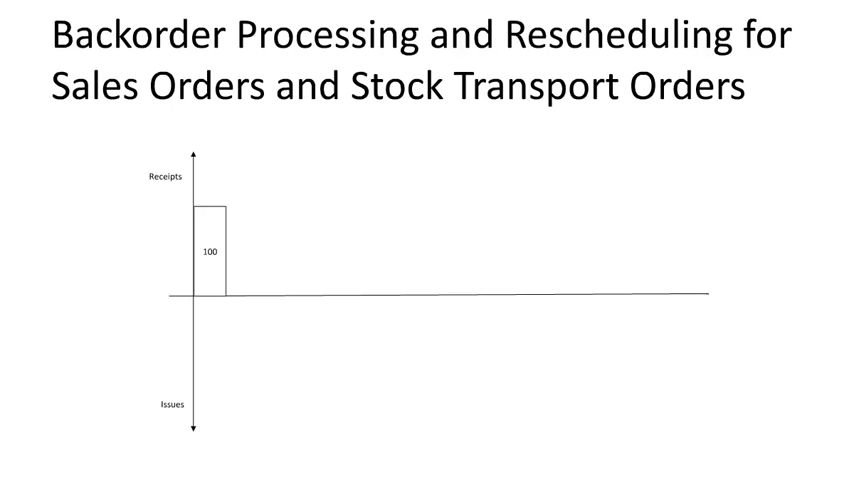 Backorder Processing and Rescheduling for
Sales Orders and Stock Transport Orders
Receipts
100
Issues